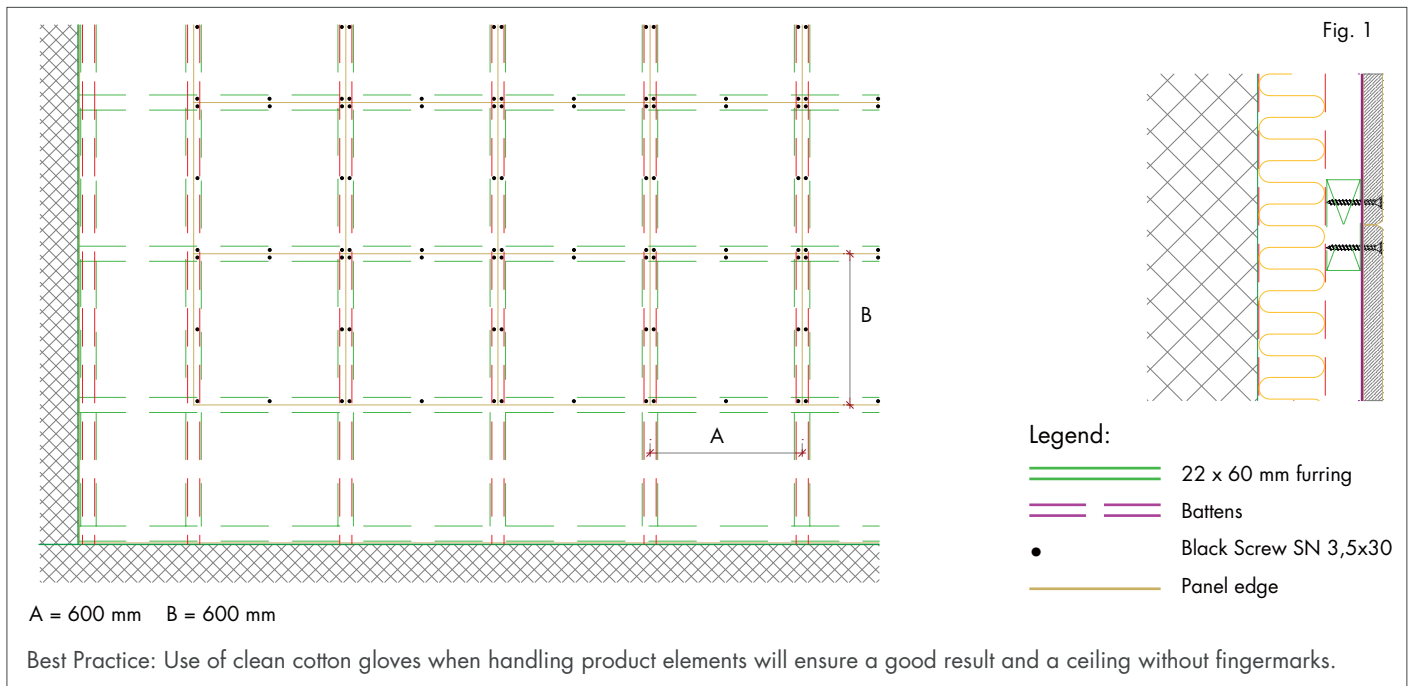 Fig. 1
B
A
Legend:
22 x 60 mm furring
Battens
Black Screw SN 3,5x30
Panel edge
A = 600 mm B = 600 mm
Best Practice: Use of clean cotton gloves when handling product elements will ensure a good result and a ceiling without fingermarks.